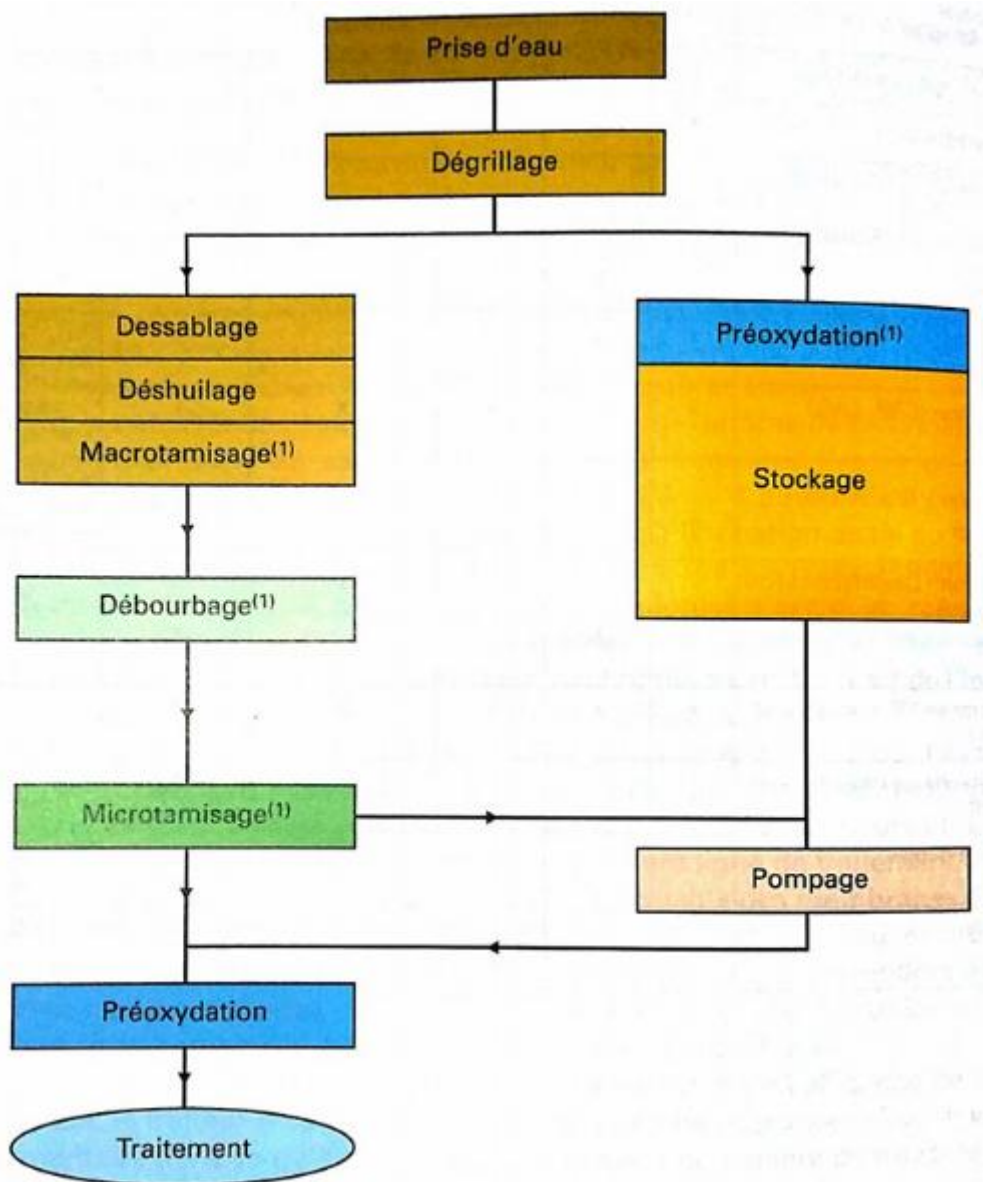 Prise d'eau
Dégrillage
Dessablage
Déshuilage
Macrotamisage(1)
Débourbage(1)
Microtamisage(1)
Préoxydation(1)
Stockage
Pompage
Préoxydation
Traitement